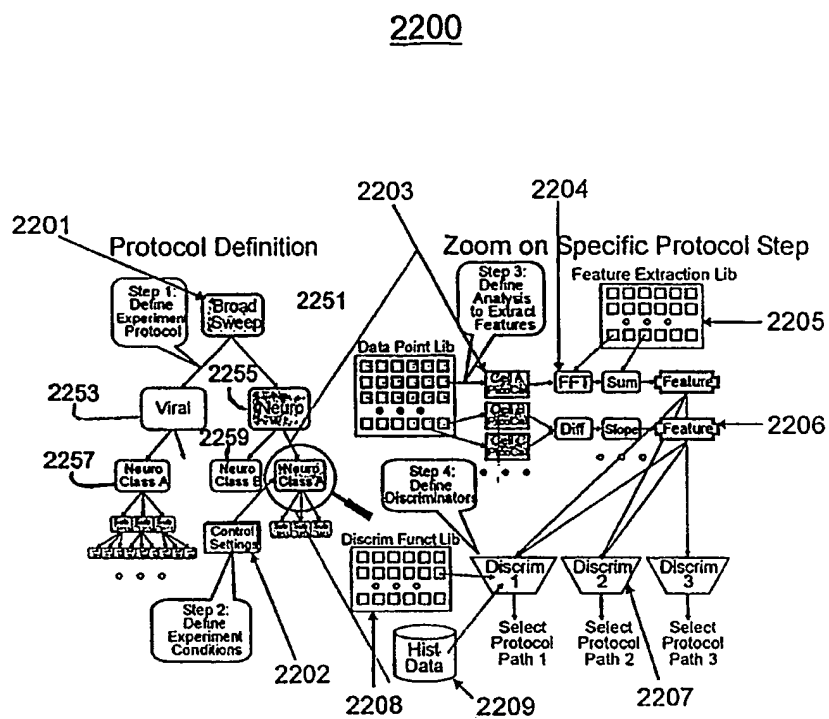 2200
2203
2204
2201
Protocol Definition
Zoom on Specific Protocol Step
Step 1:
Define
Experiment
Protocol
Broad
Sweep
2251
Step 3:
Define
Analysis
to Extract
Features
Feature Extraction Lib
2205
Data Point Lib
2253
2255
Viral
Neuro
Cell A
FFT
Sum
Feature
Cell B
Cell C
Diff
Slope
Feature
2206
2257
2259
Neuro
Class A
Neuro
Class B
Neuro
Class A
Step 4:
Define
Discriminators
Control
Settings
Discrim Funct Lib
Discrim
1
Discrim
2
Discrim
3
Step 2:
Define
Experiment
Conditions
2202
Hist
Data
Select
Protocol
Path 1
Select
Protocol
Path 2
Select
Protocol
Path 3
2208
2209
2207